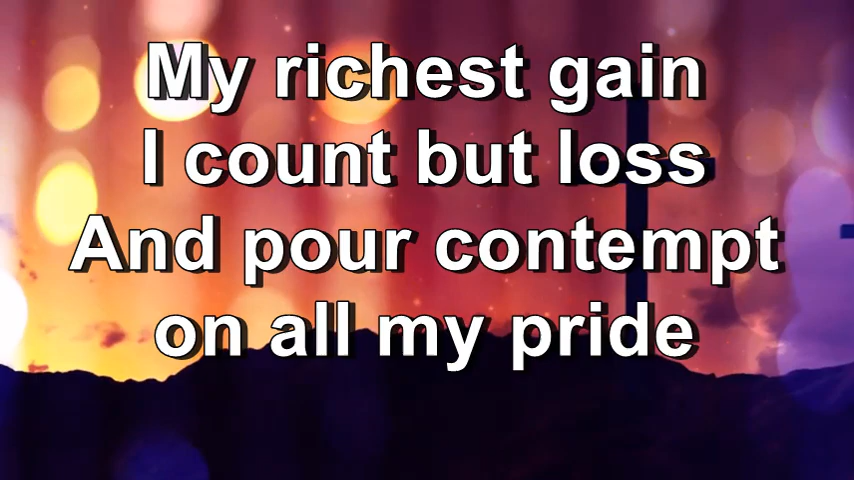 My richest gain
I count but loss
And pour contempt
on all my pride